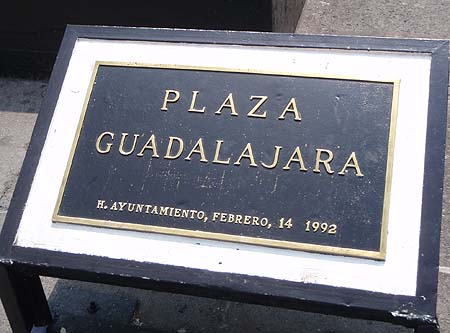 PLAZA
GUADALAJARA
H. AYUNTAMIENTO, FEBRERO, 14 1992